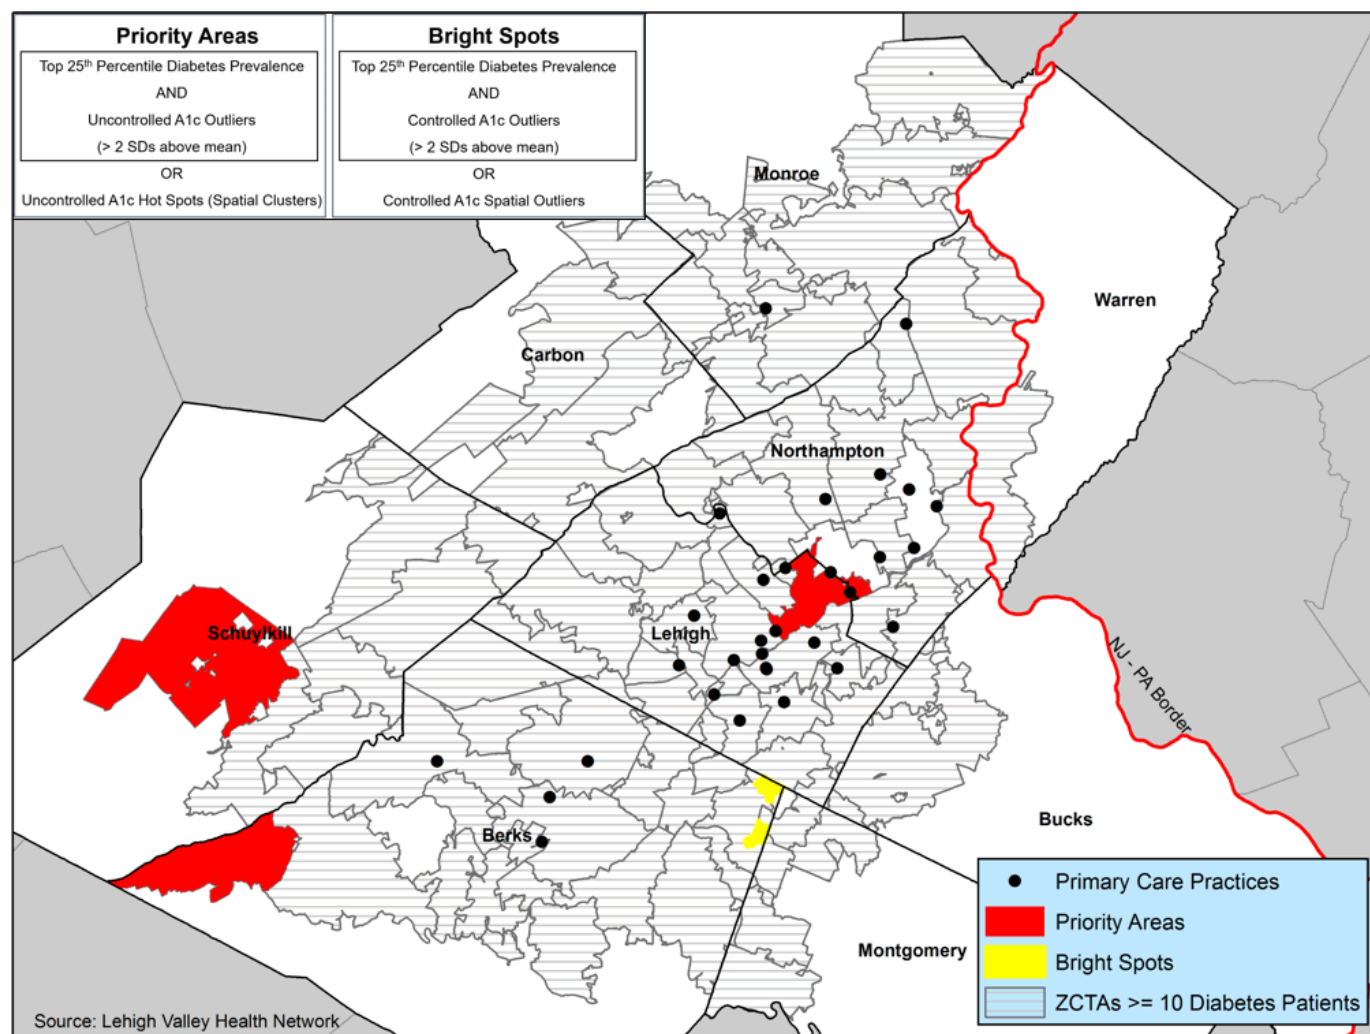 Priority Areas
Top 25th Percentile Diabetes Prevalence
AND
Uncontrolled A1c Outliers
(> 2 SDs above mean)
OR
Uncontrolled A1c Hot Spots (Spatial Clusters)
Bright Spots
Top 25th Percentile Diabetes Prevalence
AND
Controlled A1c Outliers
(> 2 SDs above mean)
OR
Controlled A1c Spatial Outliers
Monroe
Warren
Carbon
Northampton
Schuylkill
Lehigh
NJ - PA Border
Berks
Bucks
Montgomery
Primary Care Practices
Priority Areas
Bright Spots
ZCTAs >= 10 Diabetes Patients
Source: Lehigh Valley Health Network